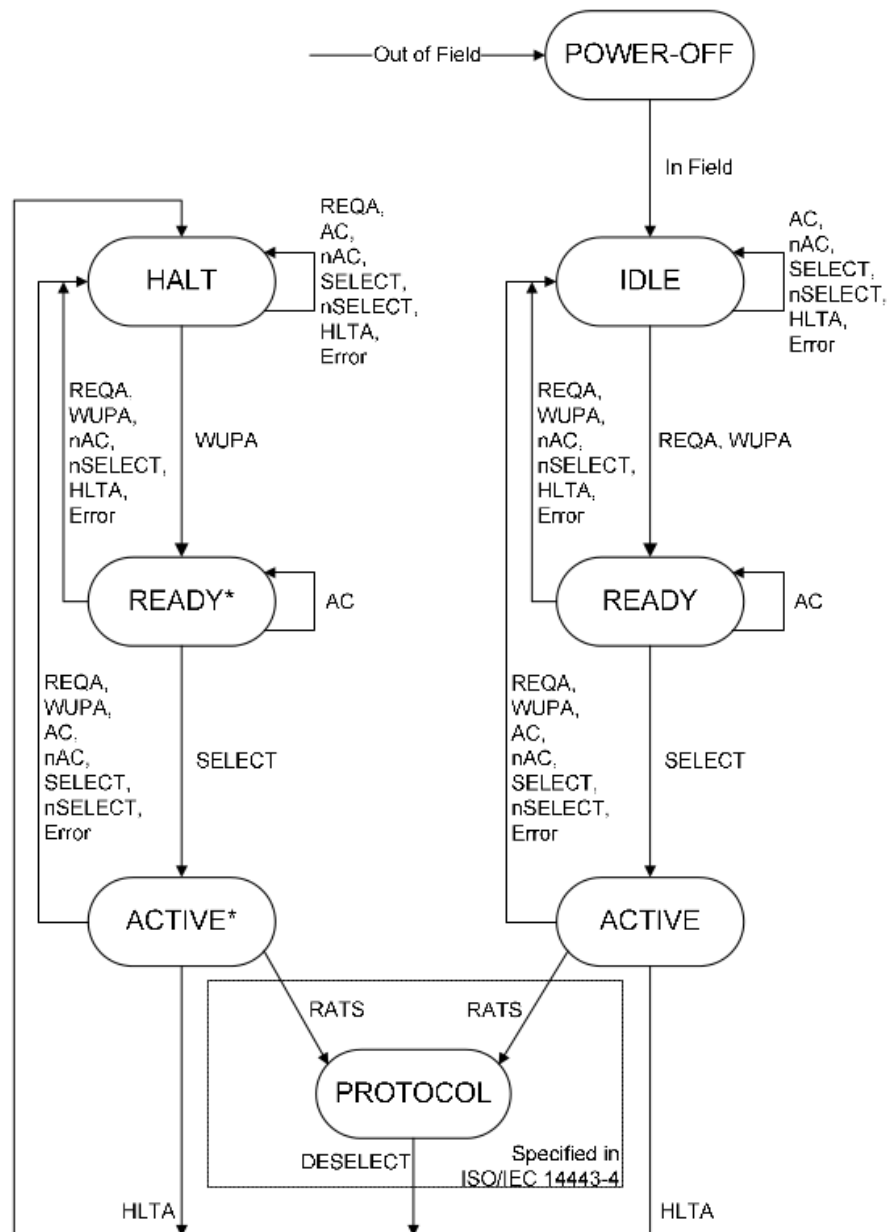 Out of Field
POWER-OFF
In Field
HALT
REQA,
AC,
nAC,
SELECT,
nSELECT,
HLTA,
Error
IDLE
AC,
nAC,
SELECT,
nSELECT,
HLTA,
Error
REQA,
WUPA,
nAC,
nSELECT,
HLTA,
Error
WUPA
REQA,
WUPA,
nAC,
nSELECT,
HLTA,
Error
REQA, WUPA
READY*
AC
READY
AC
REQA,
WUPA,
AC,
nAC,
SELECT,
nSELECT,
Error
SELECT
REQA,
WUPA,
AC,
nAC,
SELECT,
nSELECT,
Error
SELECT
ACTIVE*
ACTIVE
RATS
RATS
PROTOCOL
DESELECT
Specified in
ISO/IEC 14443-4
HLTA
HLTA